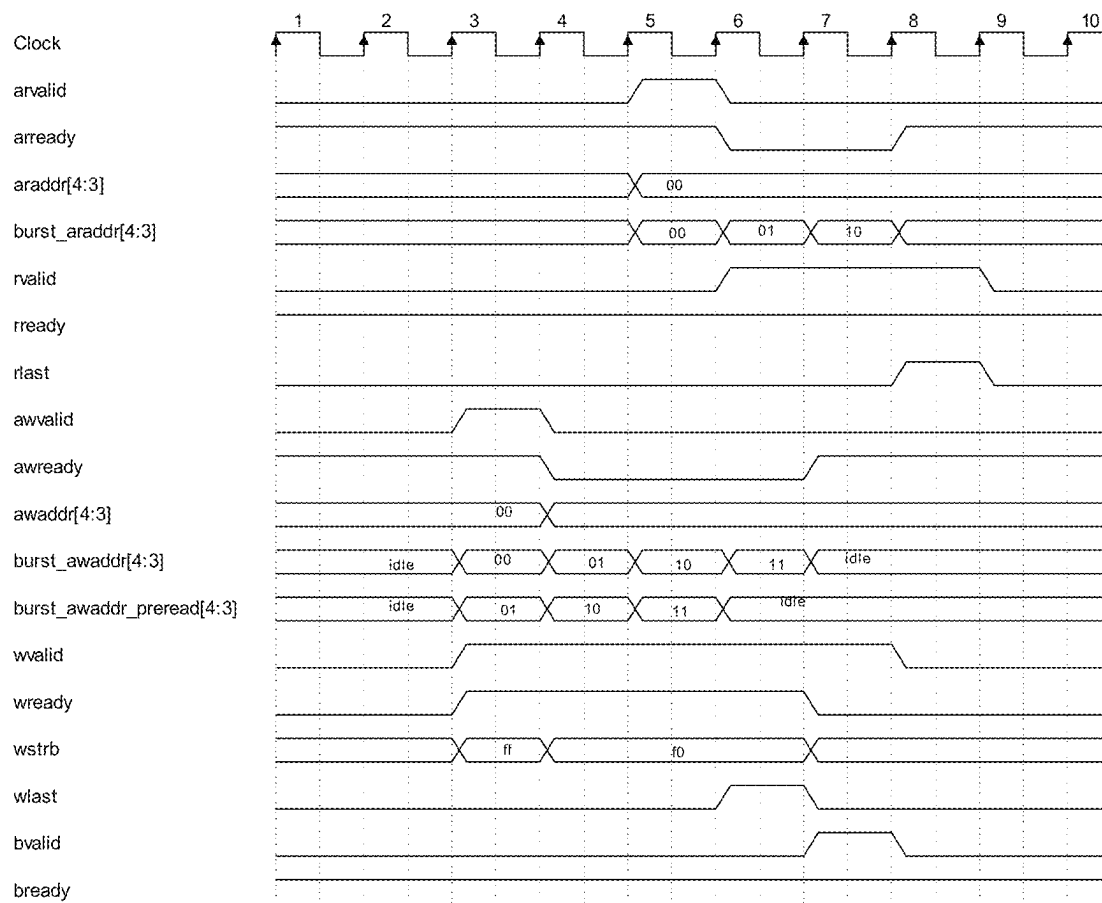 1 2 3 4 5 6 7 8 9 10
Clock
arvalid
arready
araddr[4:3] 00
burst_araddr[4:3] 00 01 10
rvalid
rready
rlast
awvalid
awready
awaddr[4:3] 00
burst_awaddr[4:3] idle 00 01 10 11 idle
burst_awaddr_preread[4:3] idle 01 10 11 idle
wvalid
wready
wstrb ff f0
wlast
bvalid
bready